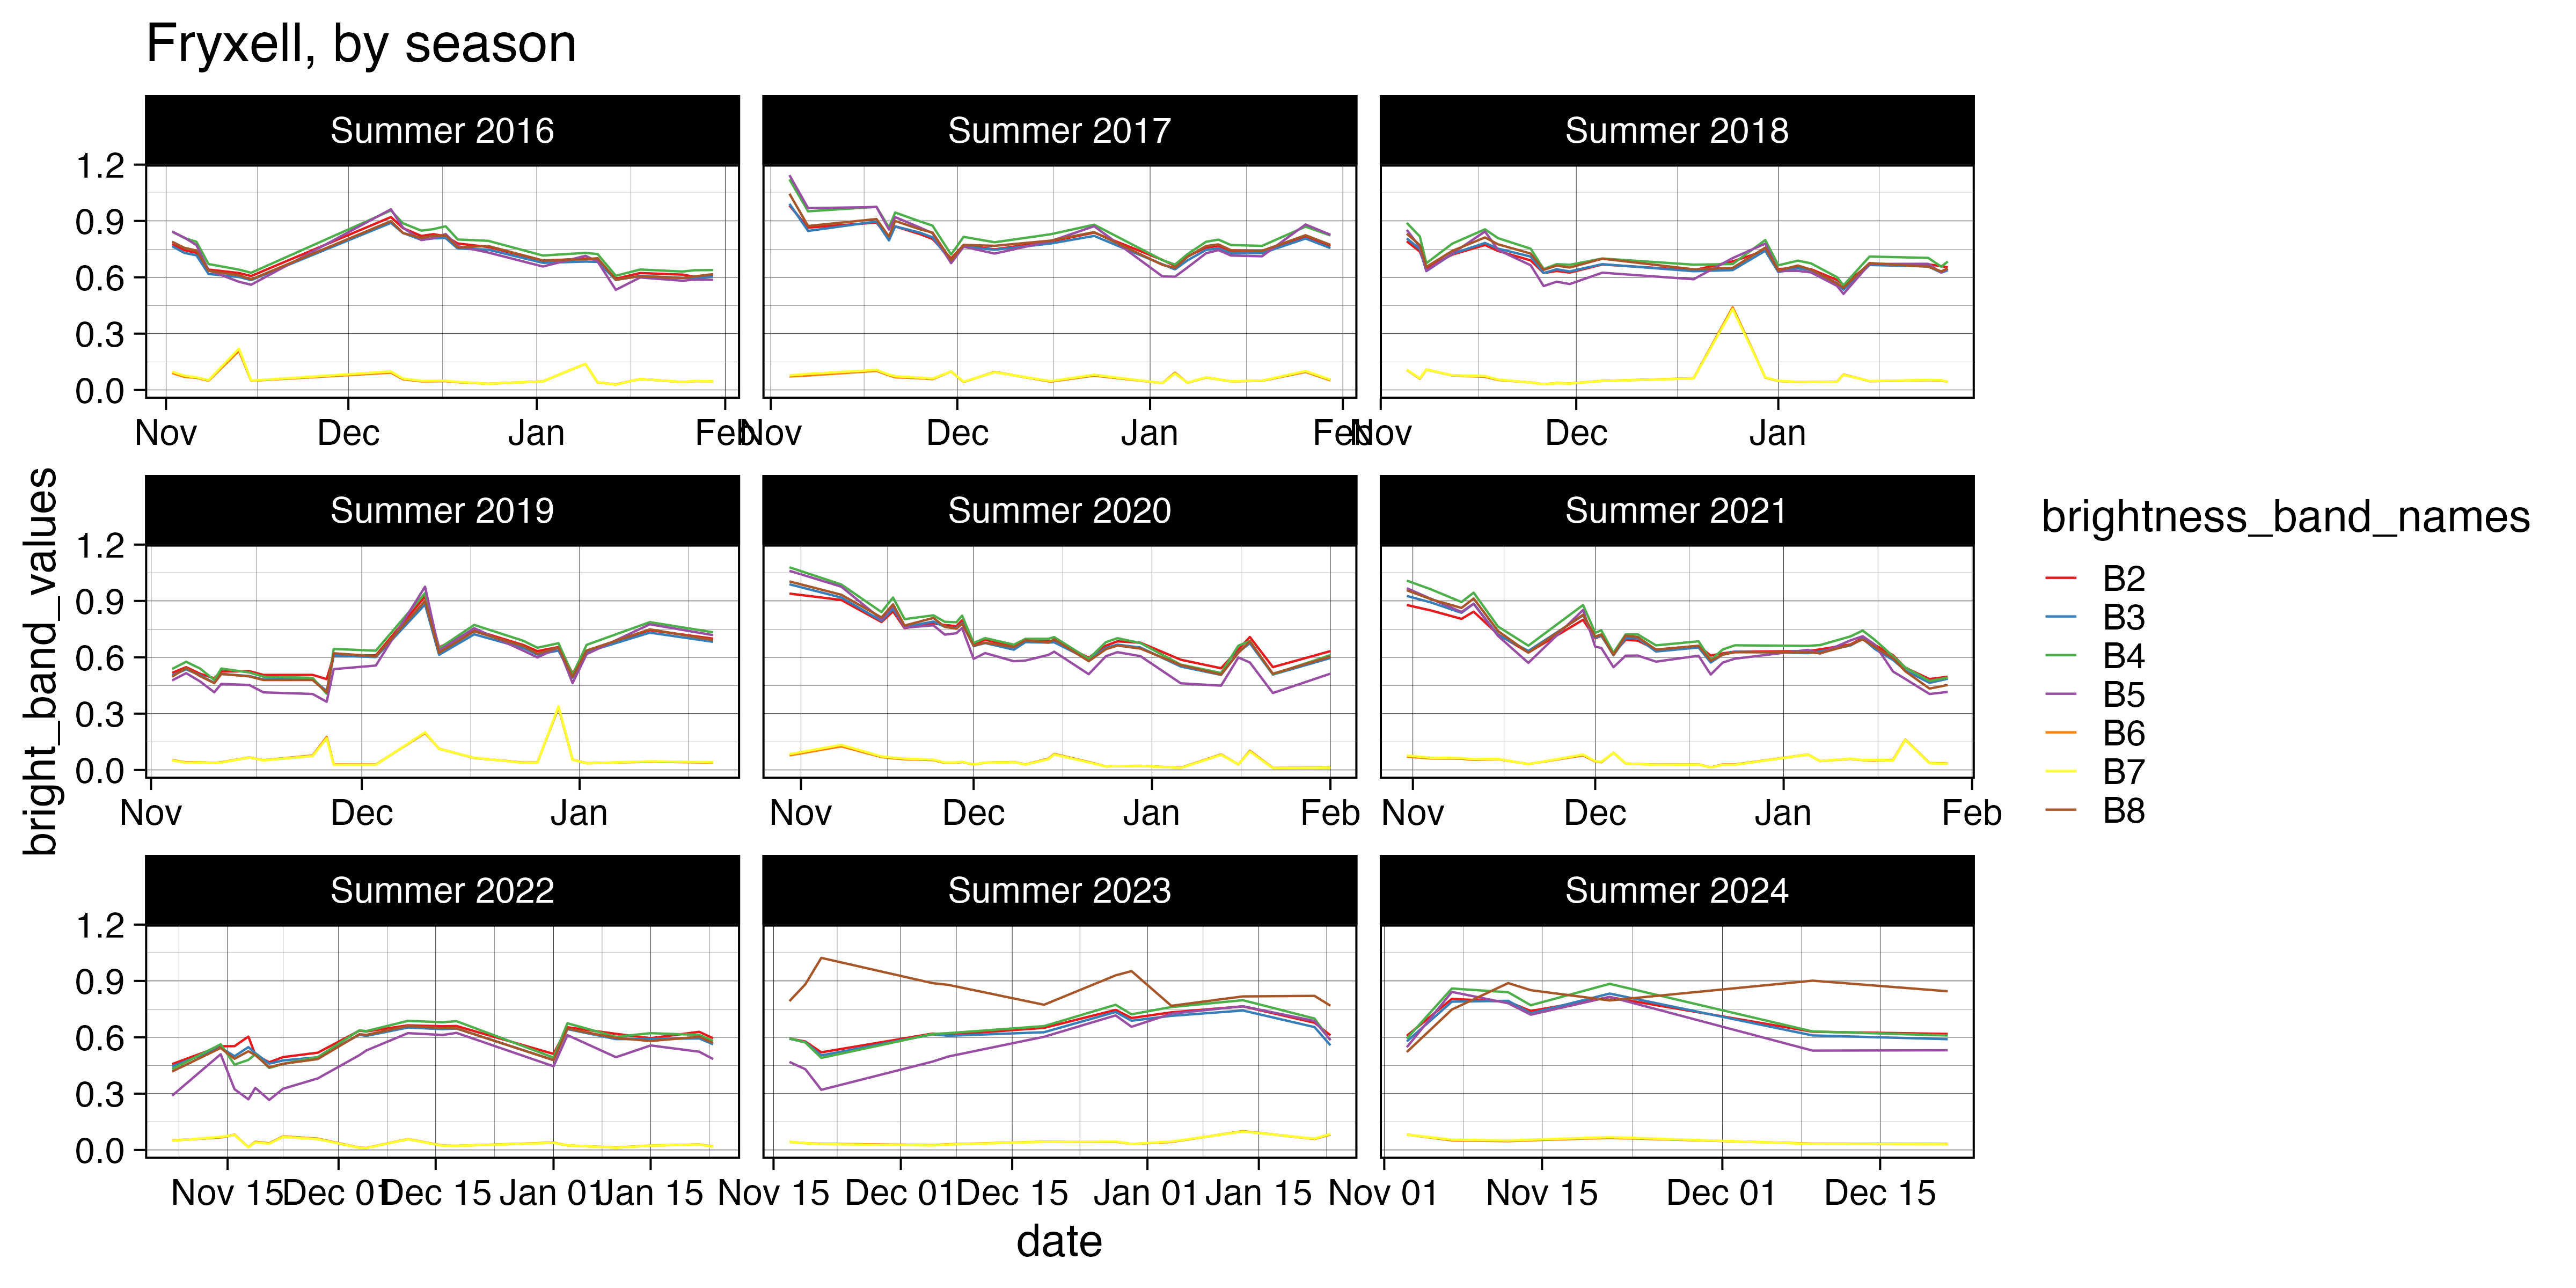 Fryxell, by season
Summer 2016
Summer 2017
Summer 2018
1.2
0.9
0.6
0.3
0.0
Nov Dec Jan Feb
Nov Dec Jan Feb
Nov Dec Jan
Summer 2019
Summer 2020
Summer 2021
1.2
0.9
0.6
0.3
0.0
Nov Dec Jan
Nov Dec Jan Feb
Nov Dec Jan Feb
Summer 2022
Summer 2023
Summer 2024
1.2
0.9
0.6
0.3
0.0
Nov 15 Dec 01 Dec 15 Jan 01 Jan 15
Nov 15 Dec 01 Dec 15 Jan 01 Jan 15
Nov 01 Nov 15 Dec 01 Dec 15
date
bright_band_values
brightness_band_names
B2
B3
B4
B5
B6
B7
B8